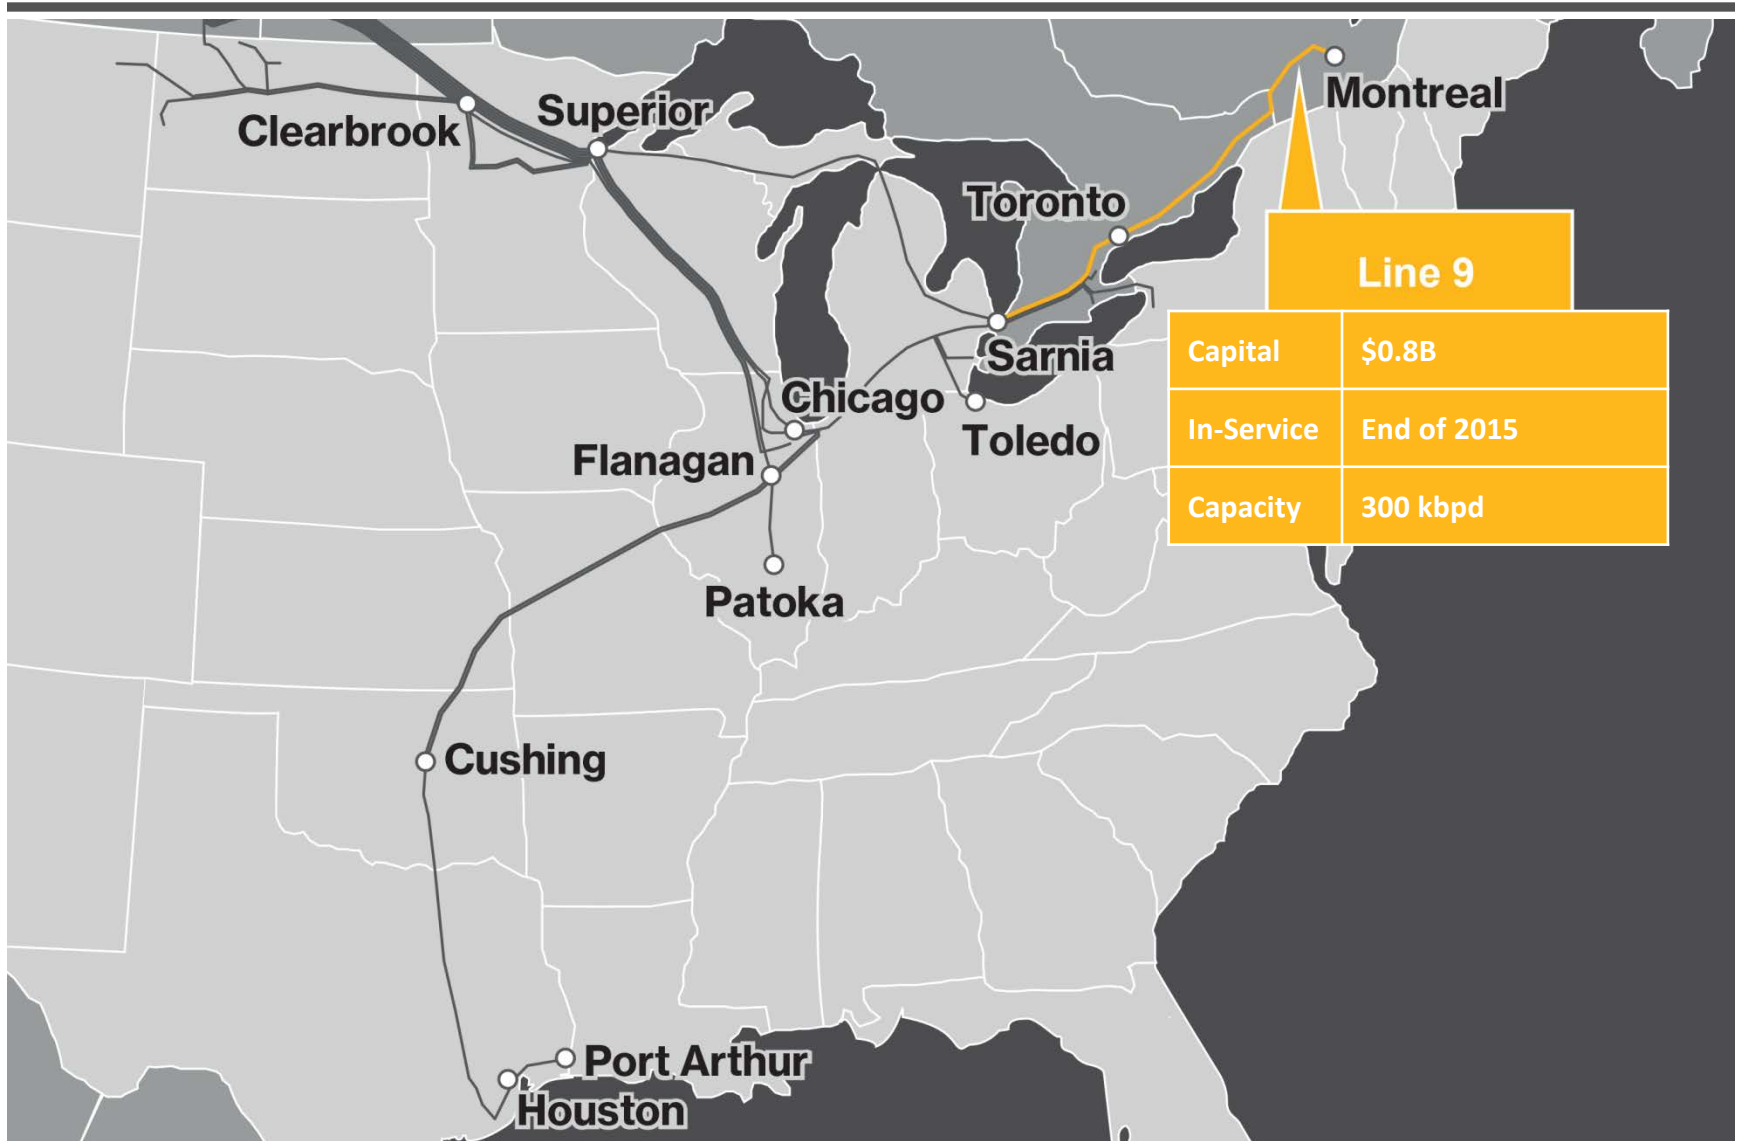 Montreal
Superior
Clearbrook
Toronto
Line 9
Sarnia
Capital $0.8B
Chicago
Toledo
In-Service End of 2015
Flanagan
Capacity 300 kbpd
Patoka
Cushing
Port Arthur
Houston